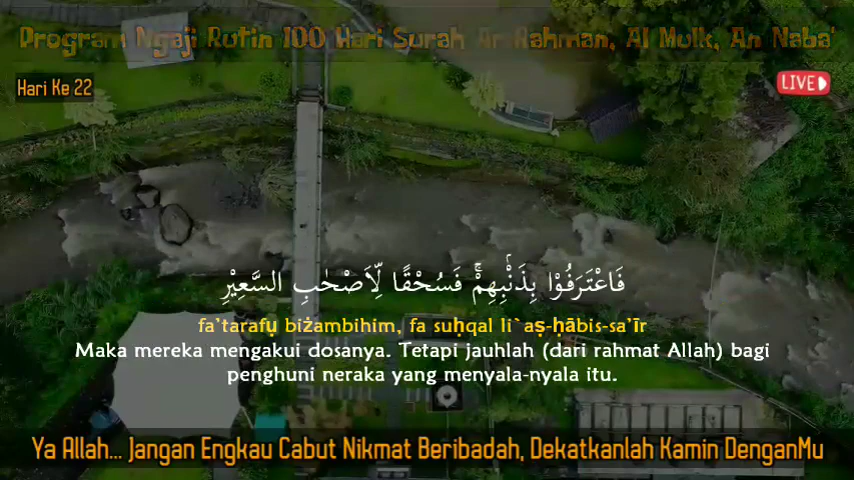 Program Ngaji Rutin 100 Hari Surah Ar Rahman, Al Mulk, An Naba'
Hari Ke 22
LIVE
فَاعْتَرَفُوْا بِذَنْۢبِهِمْۚ فَسُحْقًا لِّاَصْحٰبِ السَّعِيْرِ
fa'tarafụ biżambihim, fa suḥqal li`aṣ-ḥābis-sa'īr
Maka mereka mengakui dosanya. Tetapi jauhlah (dari rahmat Allah) bagi
penghuni neraka yang menyala-nyala itu.
Ya Allah... Jangan Engkau Cabut Nikmat Beribadah, Dekatkanlah Kamin DenganMu